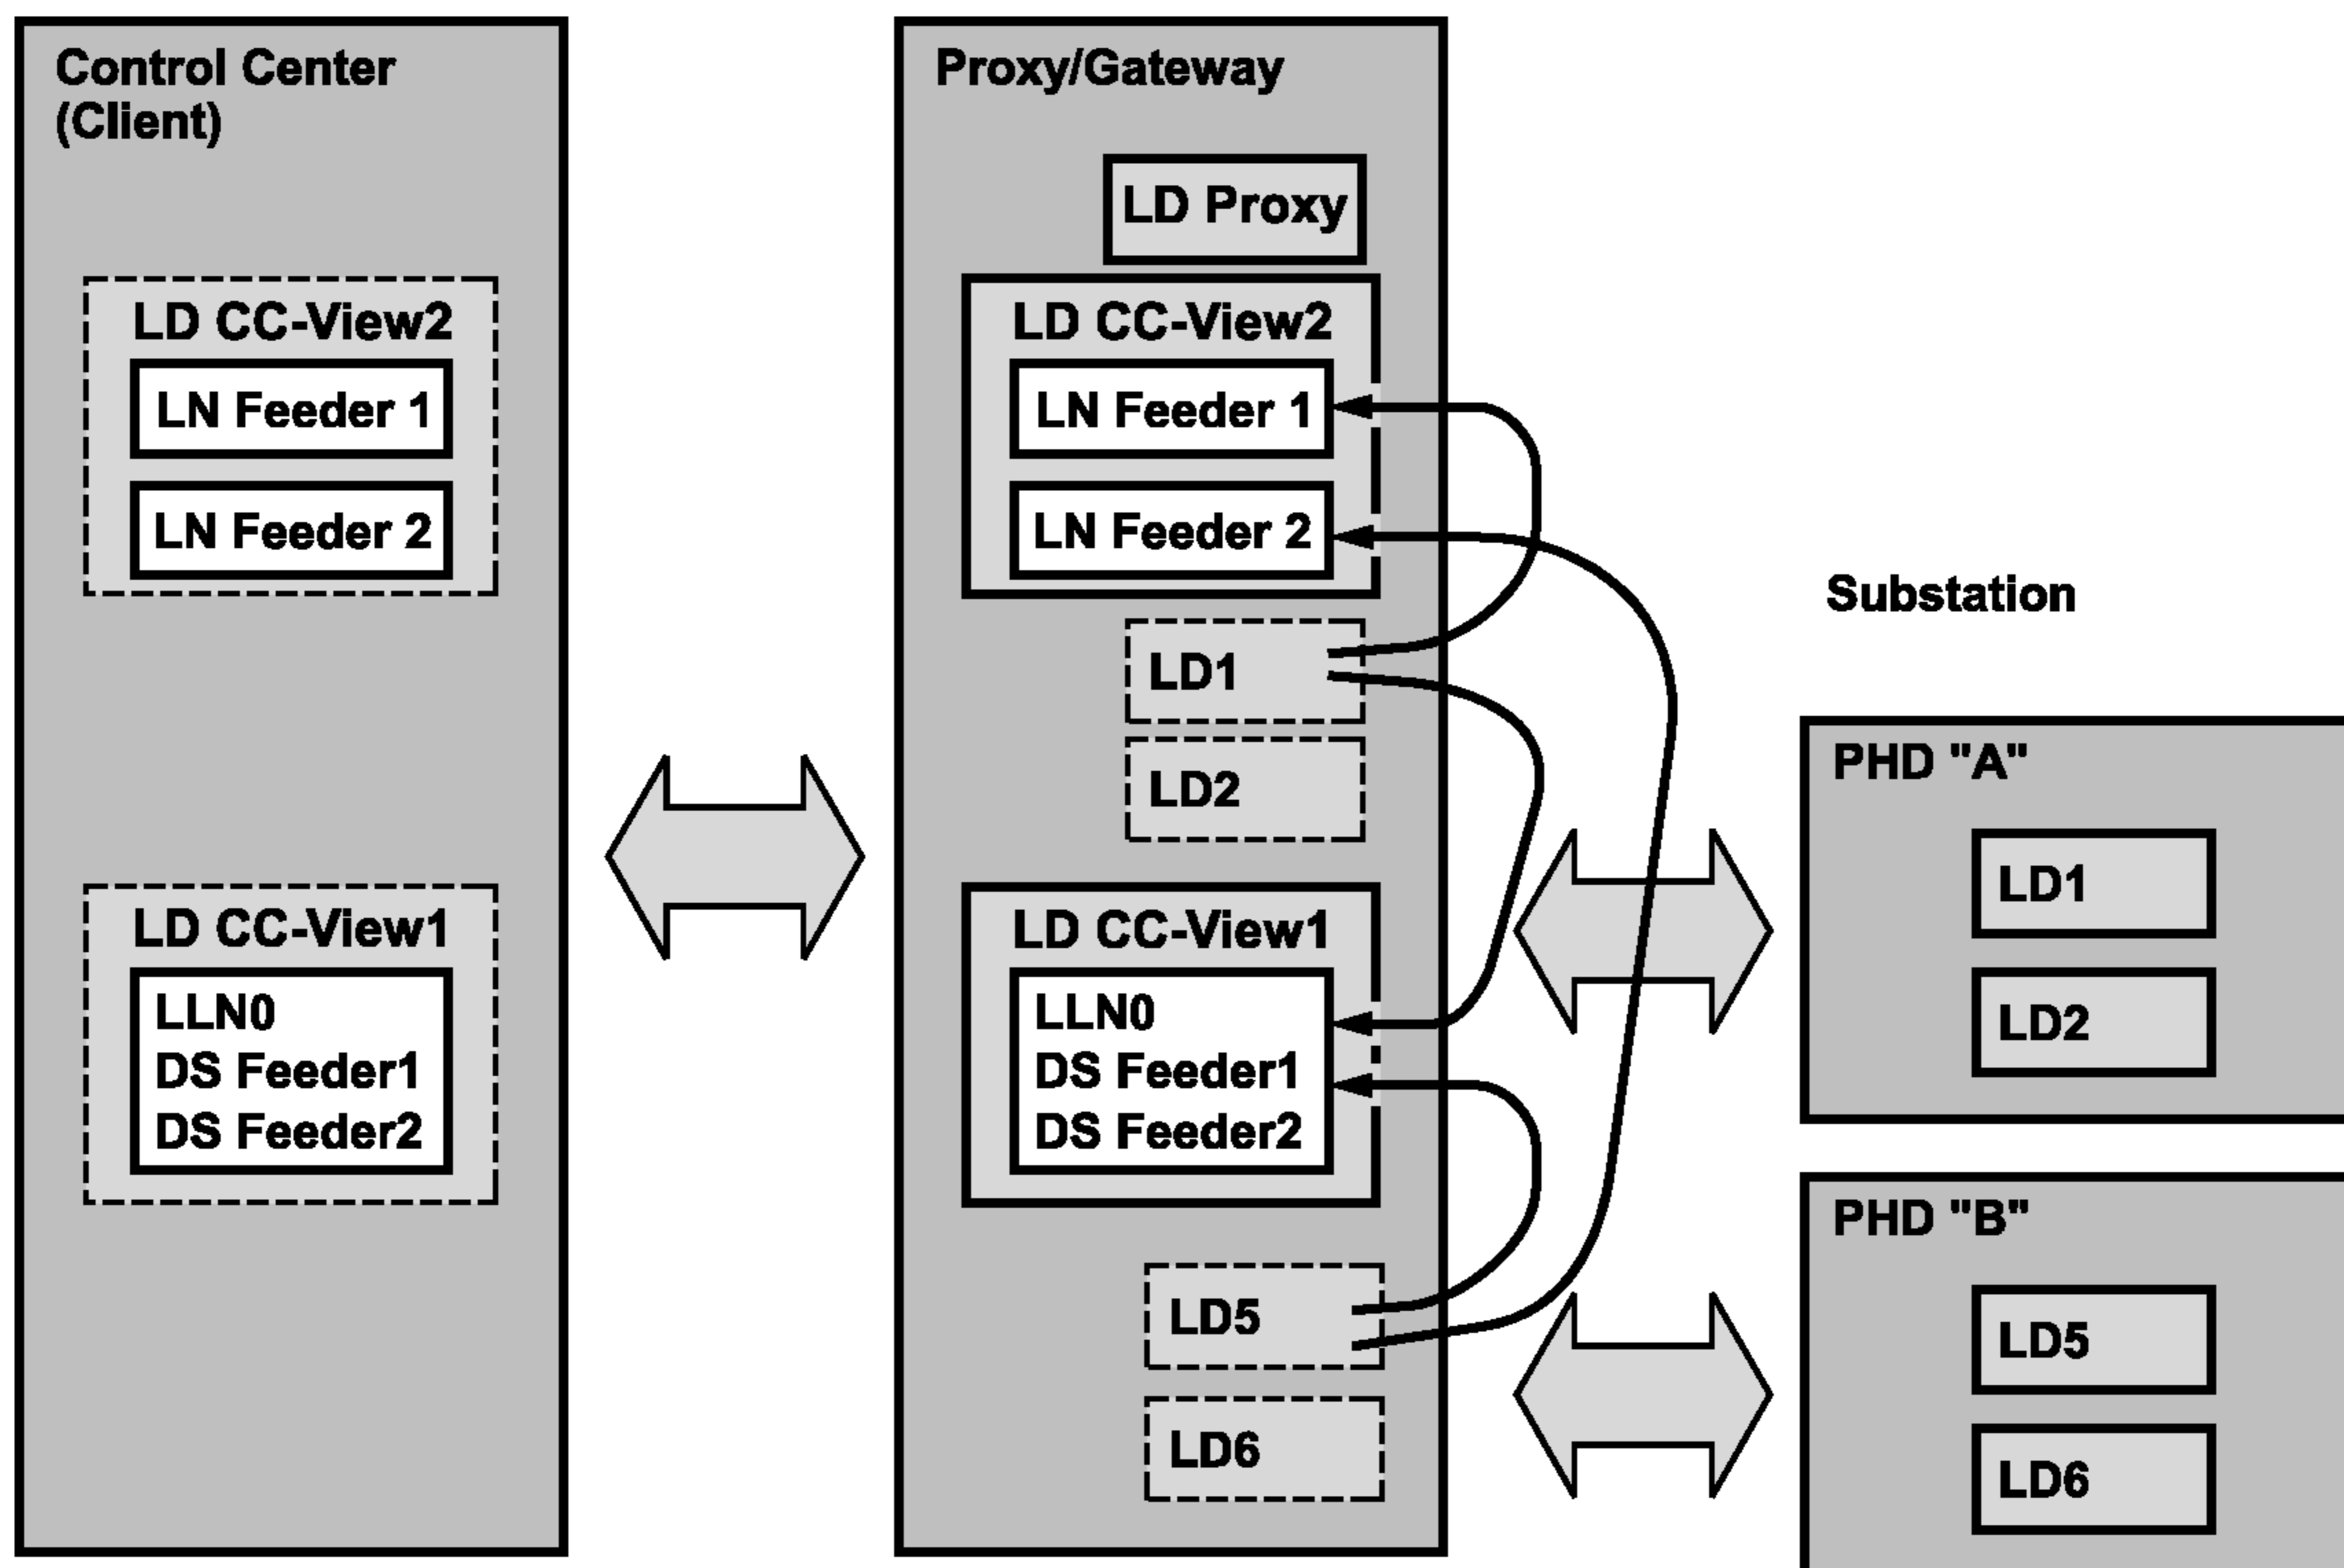 Control Center
(Client)
LD CC-View2
LN Feeder 1
LN Feeder 2
LD CC-View1
LLN0
DS Feeder1
DS Feeder2
Proxy/Gateway
LD Proxy
LD CC-View2
LN Feeder 1
LN Feeder 2
LD1
LD2
LD CC-View1
LLN0
DS Feeder1
DS Feeder2
LD5
LD6
Substation
PHD "A"
LD1
LD2
PHD "B"
LD5
LD6